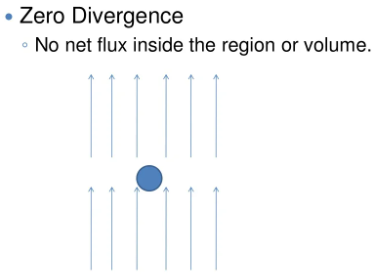 • Zero Divergence
◦ No net flux inside the region or volume.